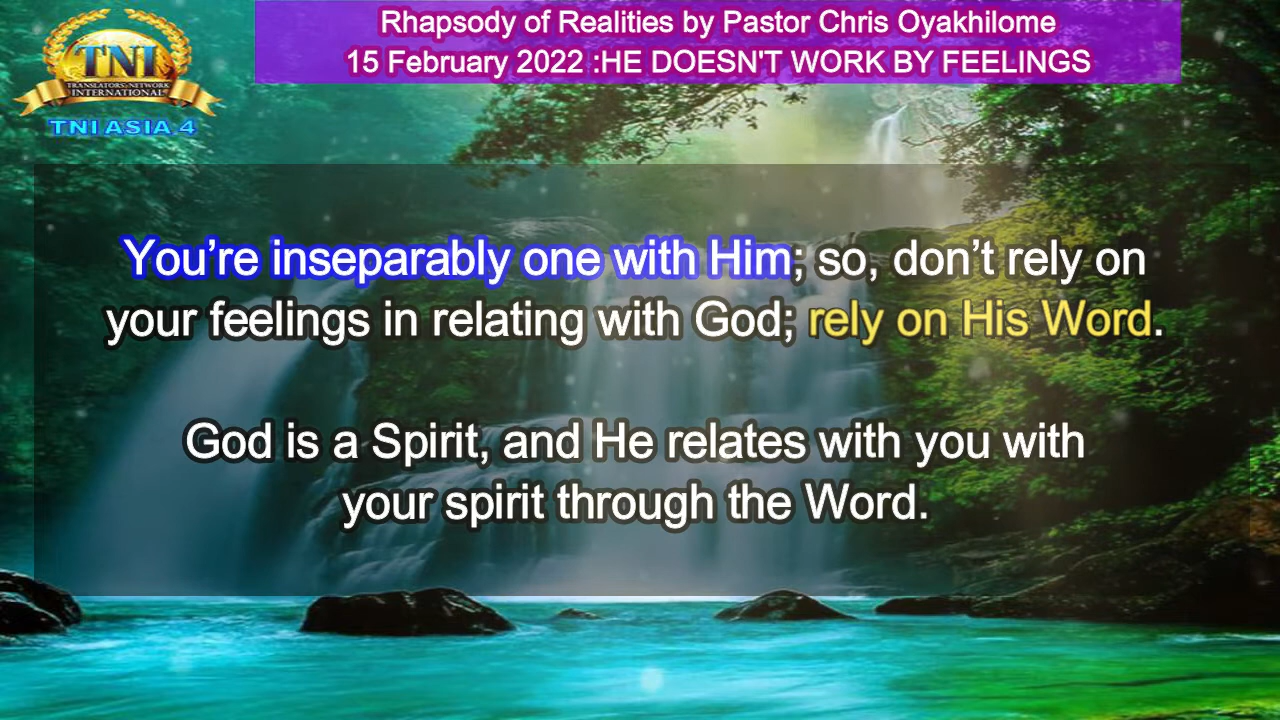 Rhapsody of Realities by Pastor Chris Oyakhilome
15 February 2022 :HE DOESN'T WORK BY FEELINGS
TNI
TRANSLATORS NETWORK
INTERNATIONAL
TNI ASIA 4
You’re inseparably one with Him; so, don’t rely on
your feelings in relating with God; rely on His Word.
God is a Spirit, and He relates with you with
your spirit through the Word.